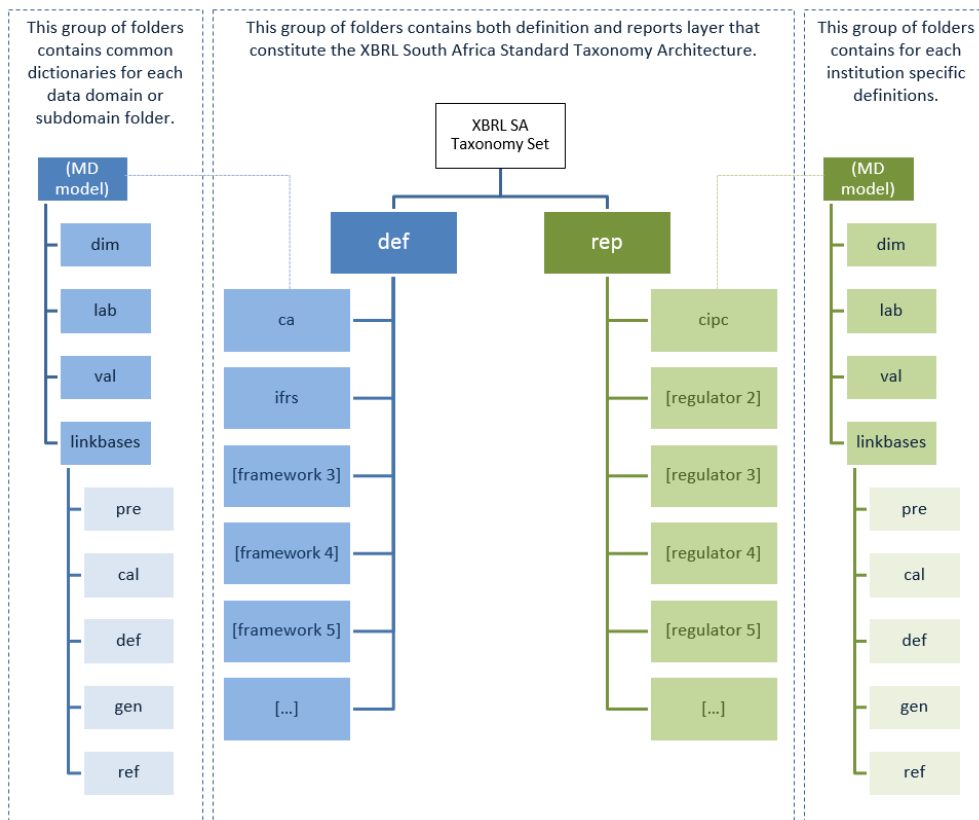 This group of folders
contains common
dictionaries for each
data domain or
subdomain folder.
(MD
model)
dim
lab
val
linkbases
pre
cal
def
gen
ref
This group of folders contains both definition and reports layer that
constitute the XBRL South Africa Standard Taxonomy Architecture.
XBRL SA
Taxonomy Set
def
rep
ca
ifrs
[framework 3]
[framework 4]
[framework 5]
[...]
cipc
[regulator 2]
[regulator 3]
[regulator 4]
[regulator 5]
[...]
This group of folders
contains for each
institution specific
definitions.
(MD
model)
dim
lab
val
linkbases
pre
cal
def
gen
ref